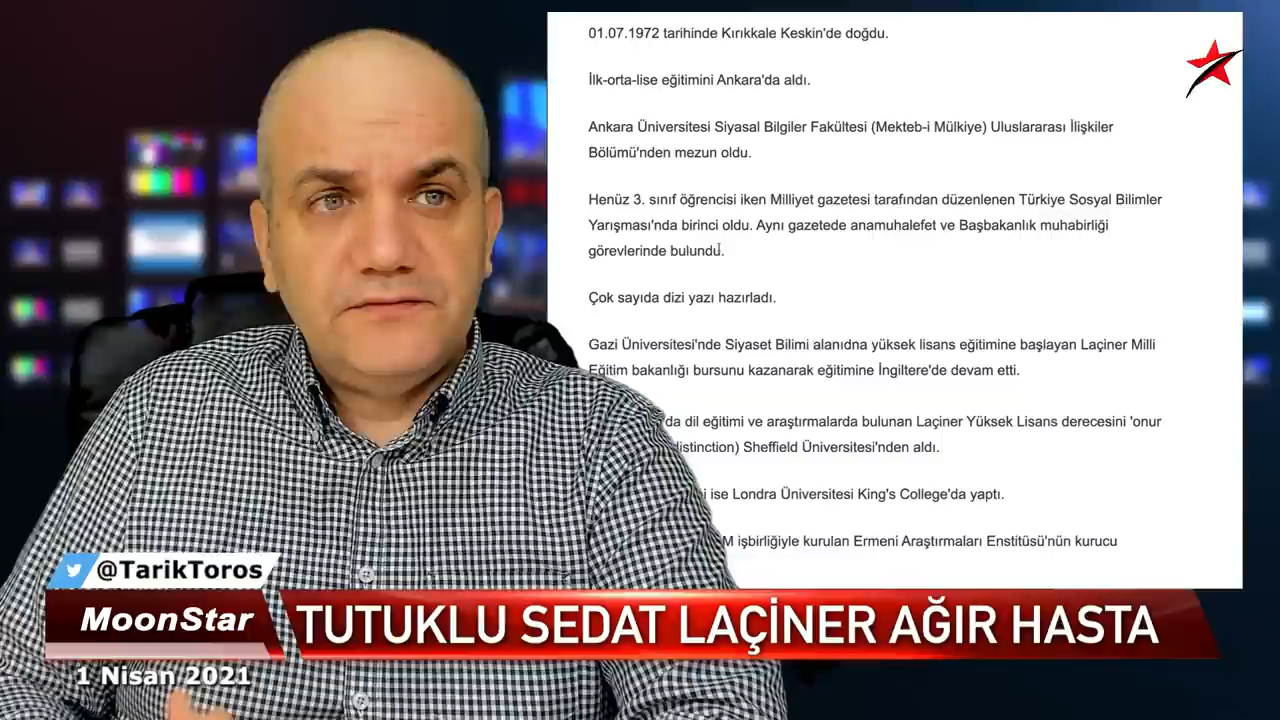 01.07.1972 tarihinde Kırıkkale Keskin'de doğdu.
İlk-orta-lise eğitimini Ankara'da aldı.
Ankara Üniversitesi Siyasal Bilgiler Fakültesi (Mekteb-i Mülkiye) Uluslararası İlişkiler
Bölümü'nden mezun oldu.
Henüz 3. sınıf öğrencisi iken Milliyet gazetesi tarafından düzenlenen Türkiye Sosyal Bilimler
Yarışması'nda birinci oldu. Aynı gazetede anamuhalefet ve Başbakanlık muhabirliği
görevlerinde bulundu.
Çok sayıda dizi yazı hazırladı.
Gazi Üniversitesi'nde Siyaset Bilimi alanıdna yüksek lisans eğitimine başlayan Laçiner Milli
Eğitim bakanlığı bursunu kazanarak eğitimine İngiltere'de devam etti.
'da dil eğitimi ve araştırmalarda bulunan Laçiner Yüksek Lisans derecesini 'onur
distinction) Sheffield Üniversitesi'nden aldı.
ise Londra Üniversitesi King's College'da yaptı.
işbirliğiyle kurulan Ermeni Araştırmaları Enstitüsü'nün kurucu
@TarikToros
MoonStar
TUTUKLU SEDAT LAÇİNER AĞIR HASTA
1 Nisan 2021